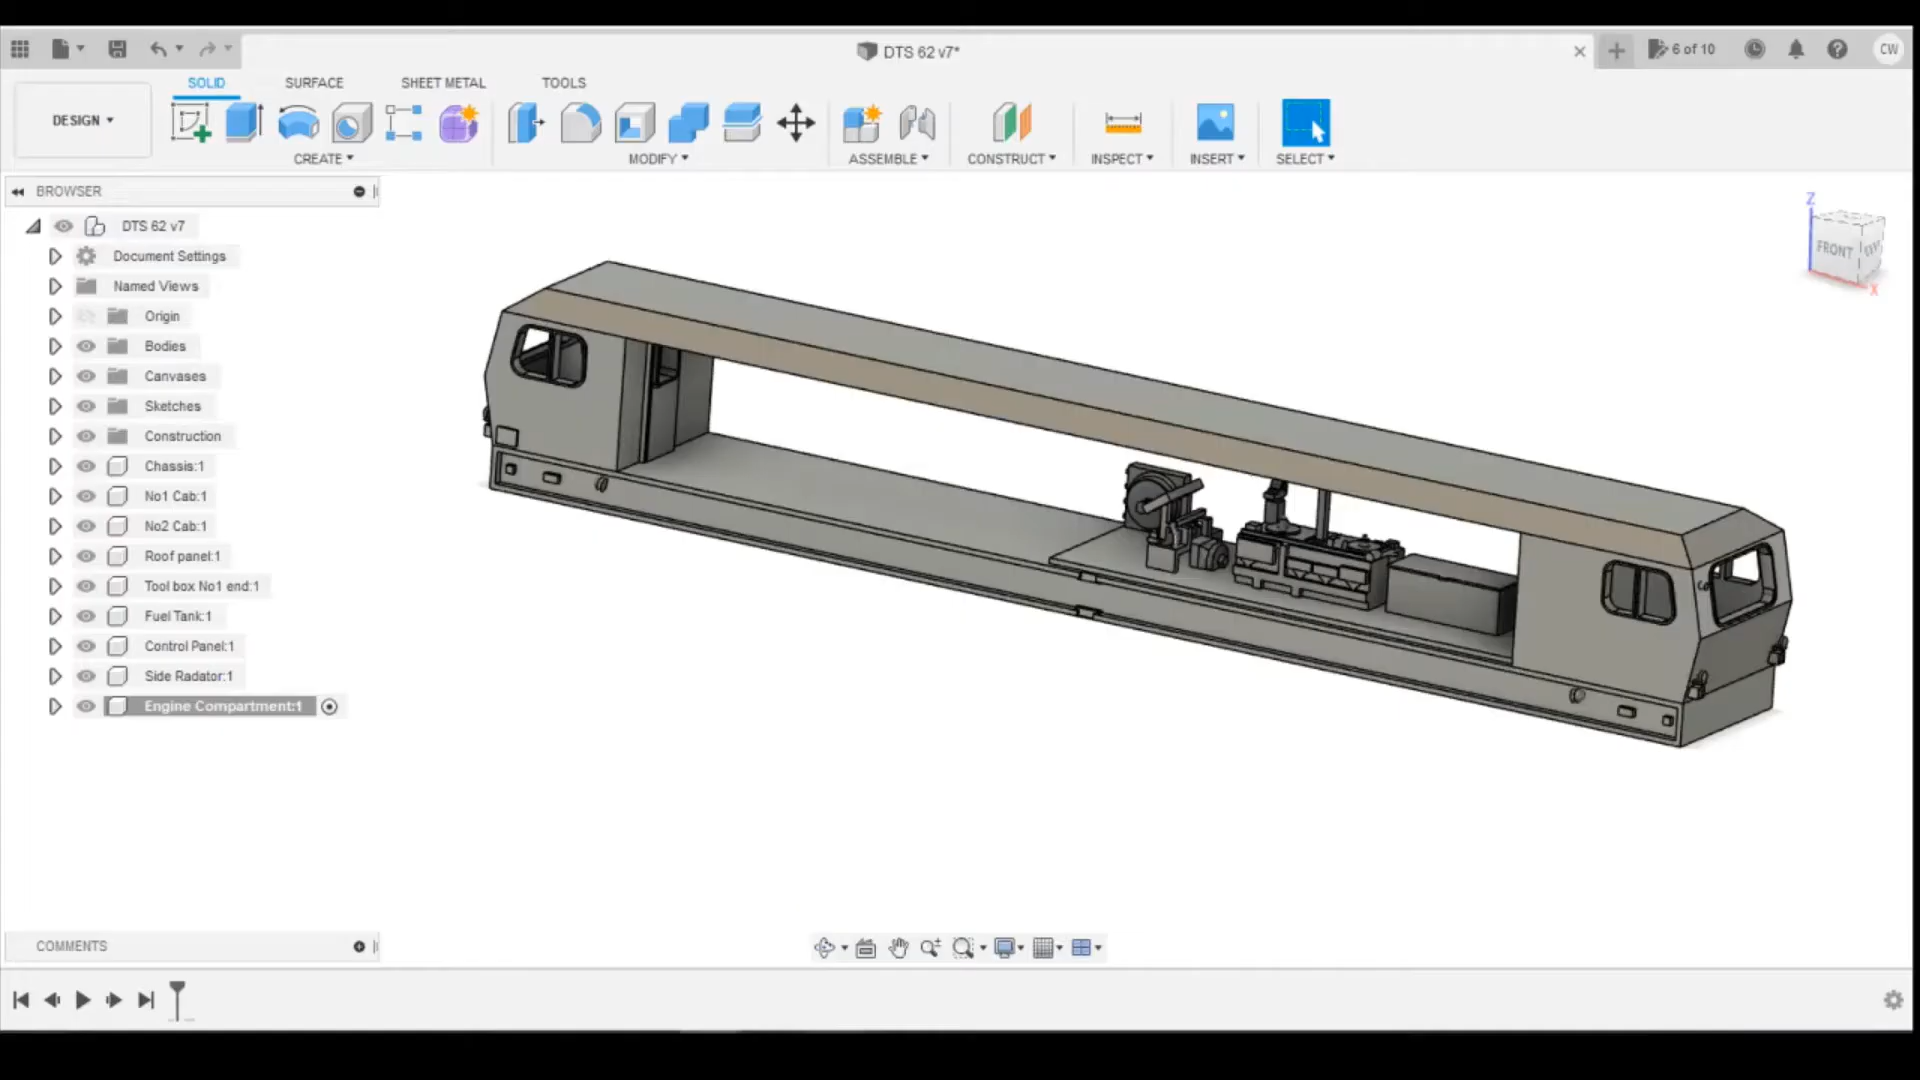 DTS 62 v7*
6 of 10
CW
DESIGN
SOLID
SURFACE
SHEET METAL
TOOLS
CREATE
MODIFY
ASSEMBLE
CONSTRUCT
INSPECT
INSERT
SELECT
BROWSER
DTS 62 v7
Document Settings
Named Views
Origin
Bodies
Canvases
Sketches
Construction
Chassis:1
No1 Cab:1
No2 Cab:1
Roof panel:1
Tool box No1 end:1
Fuel Tank:1
Control Panel:1
Side Radator:1
Engine Compartment:1
Z
FRONT
X
COMMENTS